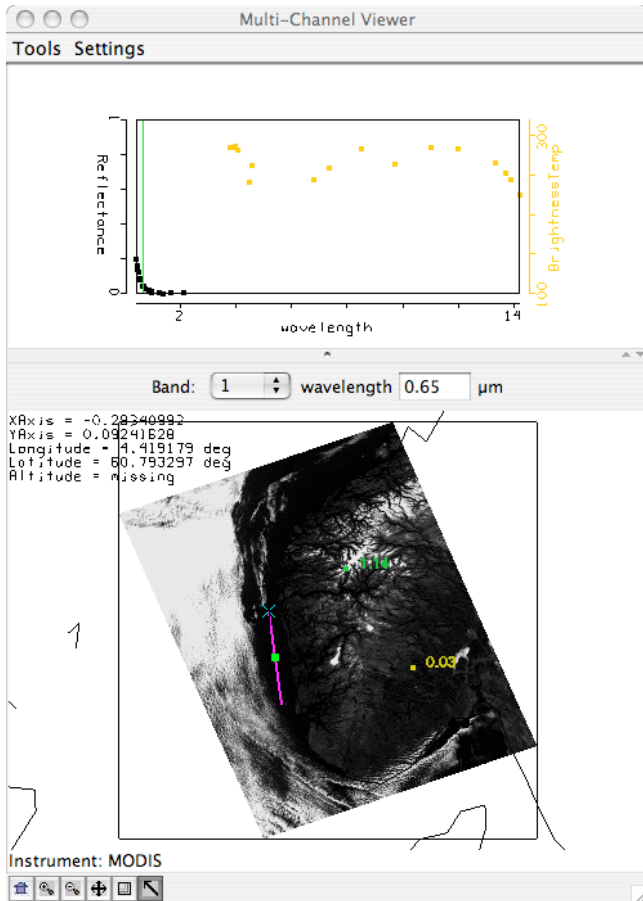 Multi-Channel Viewer
Tools Settings
1
Reflectance
0
2
14
wavelength
300
BrightnessTemp
100
Band: 1 wavelength 0.65 µm
XAxis = -0.28340992
YAxis = 0.09241628
Longitude = 4.419179 deg
Latitude = 60.793297 deg
Altitude = missing
1.14
0.03
Instrument: MODIS